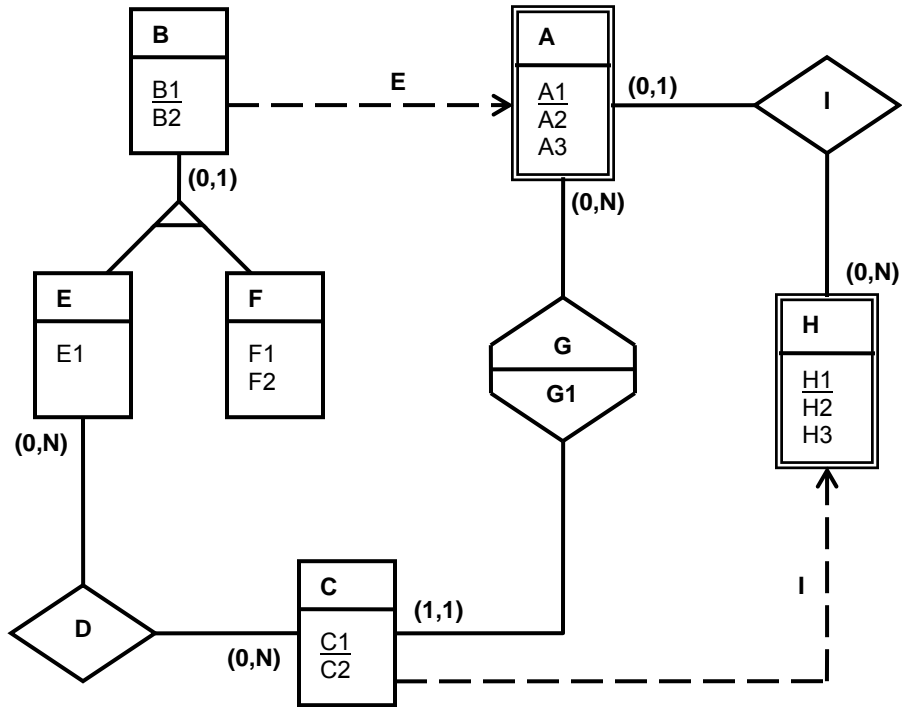 B
B1
B2
(0,1)
E
A
A1
A2
A3
(0,1)
(0,N)
I
(0,N)
H
H1
H2
H3
E
E1
(0,N)
F
F1
F2
G
G1
D
(0,N)
C
C1
C2
(1,1)
I